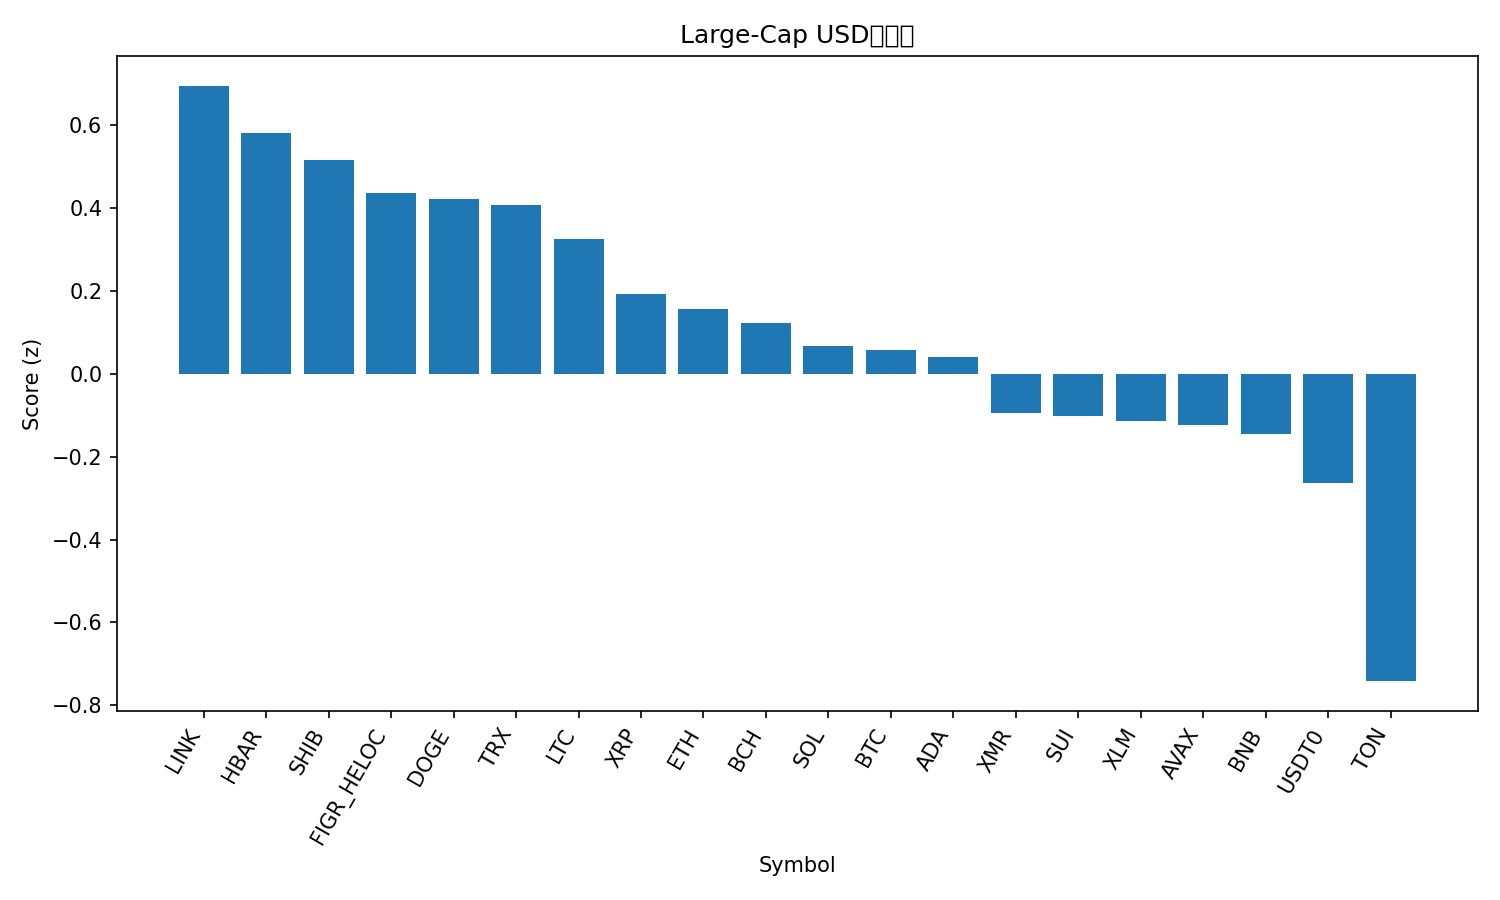 Large-Cap USD
Score (z)
0.6
0.4
0.2
0.0
−0.2
−0.4
−0.6
−0.8
LINK
HBAR
SHIB
FIGR_HELOC
DOGE
TRX
LTC
XRP
ETH
BCH
SOL
BTC
ADA
XMR
SUI
XLM
AVAX
BNB
USDT0
TON
Symbol